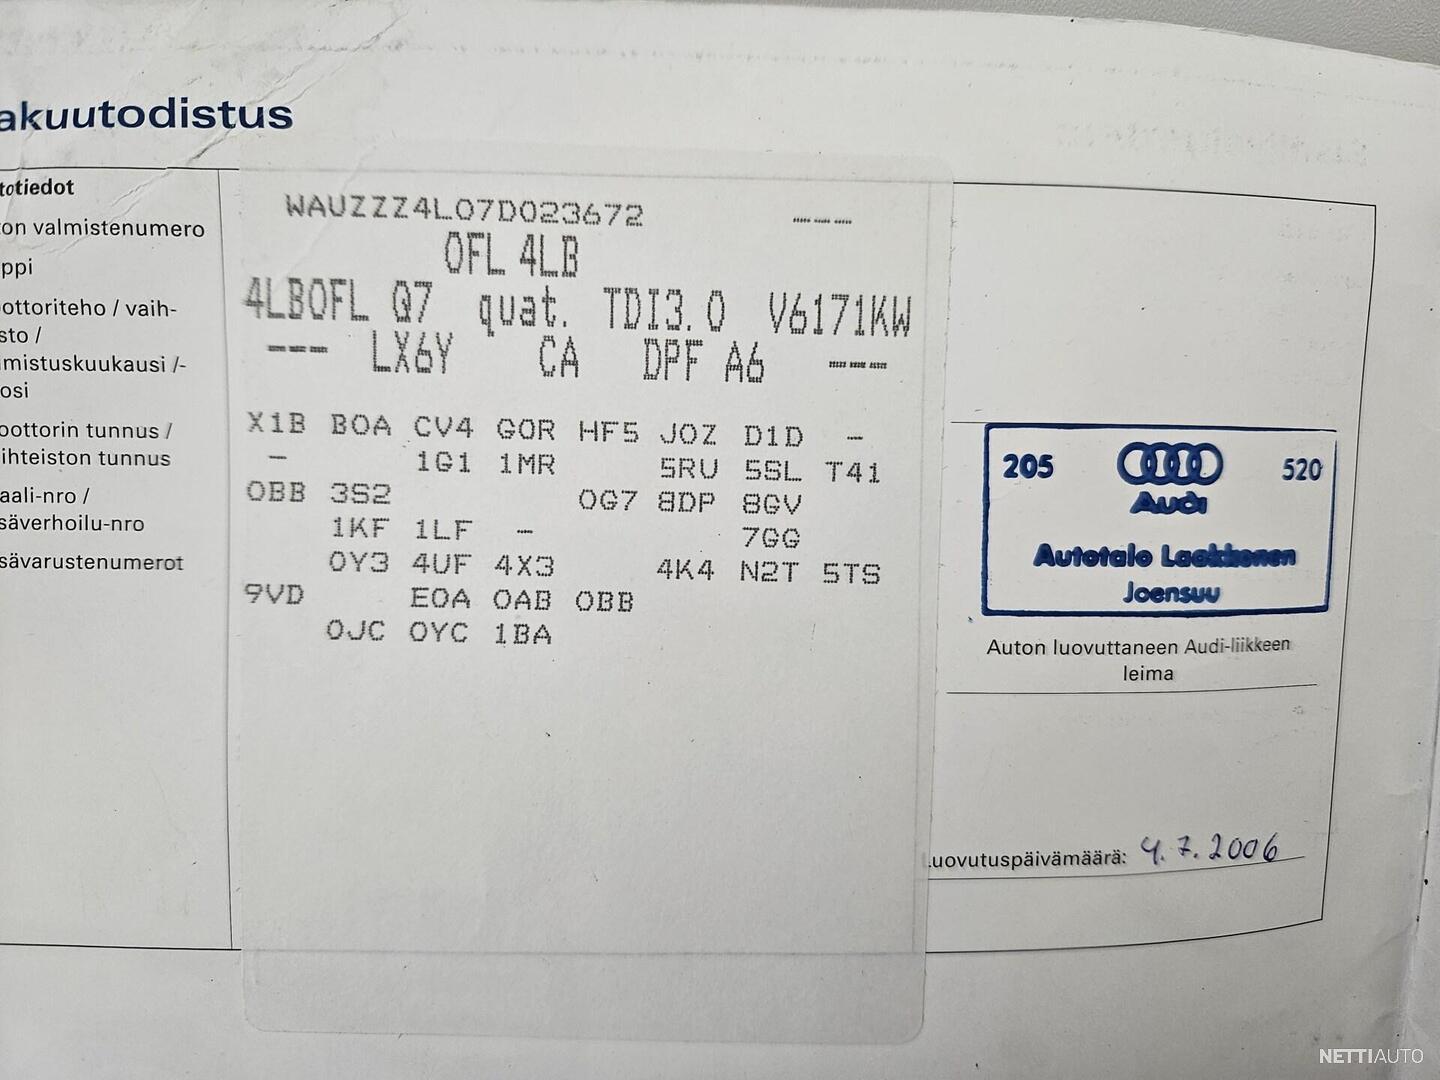 akuutodistus
totiedot
on valmistenumero
ppi
oottoriteho / vaih-
sto /
lmistuskuukausi /-
osi
oottorin tunnus /
ihteiston tunnus
aali-nro /
säverhoilu-nro
sävarustenumerot
WAUZZZ4L07D023672 ---
0FL 4LB
4LB0FL Q7 quat. TDI3.0 V6171KW
--- LX6Y CA DPF A6 ---
X1B B0A CV4 G0R HF5 J0Z D1D -
- 1G1 1MR 5RU 5SL T41
0BB 3S2 0G7 8DP 8GV
1KF 1LF - 7GG
0Y3 4UF 4X3 4K4 N2T 5TS
9VD E0A 0AB 0BB
0JC 0YC 1BA
205 520
Audi
Autotalo Laakkonen
Joensuu
Auton luovuttaneen Audi-liikkeen
leima
Luovutuspäivämäärä: 4.7.2006
NETTIAUTO